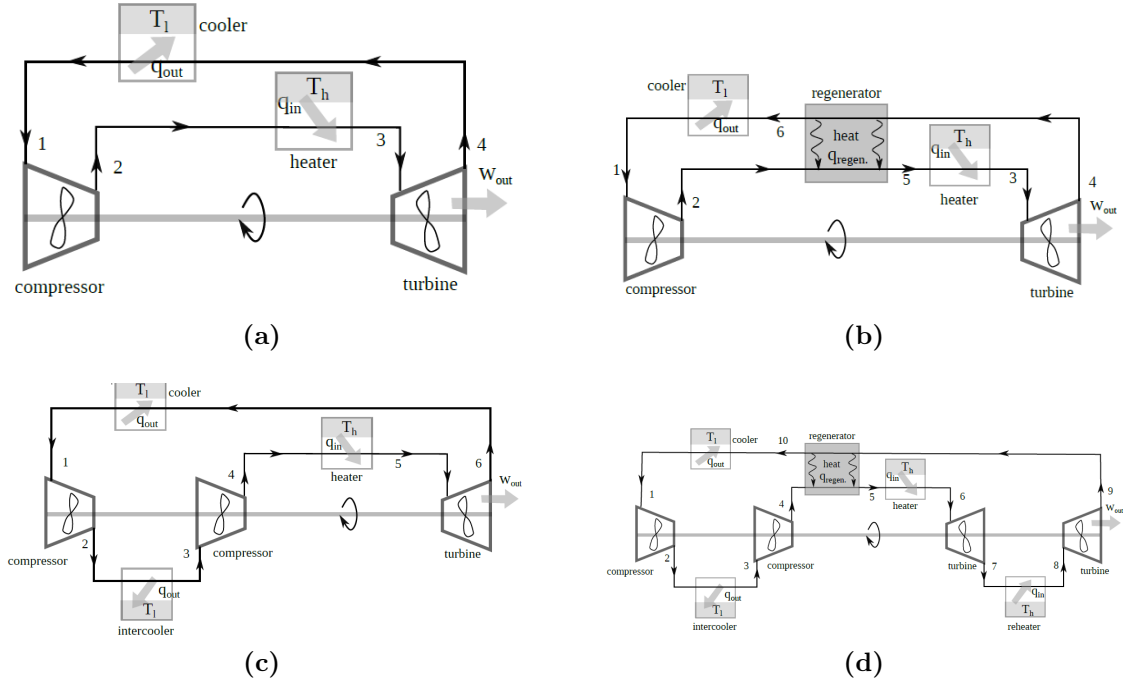 T_l
cooler
q_out
T_h
q_in
heater
1
2
3
4
w_out
compressor
turbine
(a)
regenerator
cooler
T_l
q_out
6
heat
q_regen.
T_h
q_in
5
heater
1
2
3
4
w_out
compressor
turbine
(b)
T_l
cooler
q_out
1
T_h
q_in
heater
4
5
6
w_out
compressor
2
3
compressor
turbine
q_out
T_l
intercooler
(c)
T_l
cooler
q_out
10
regenerator
heat
q_regen.
T_h
q_in
heater
1
4
5
6
9
w_out
compressor
2
3
compressor
turbine
7
8
turbine
q_out
T_l
intercooler
q_in
T_h
reheater
(d)